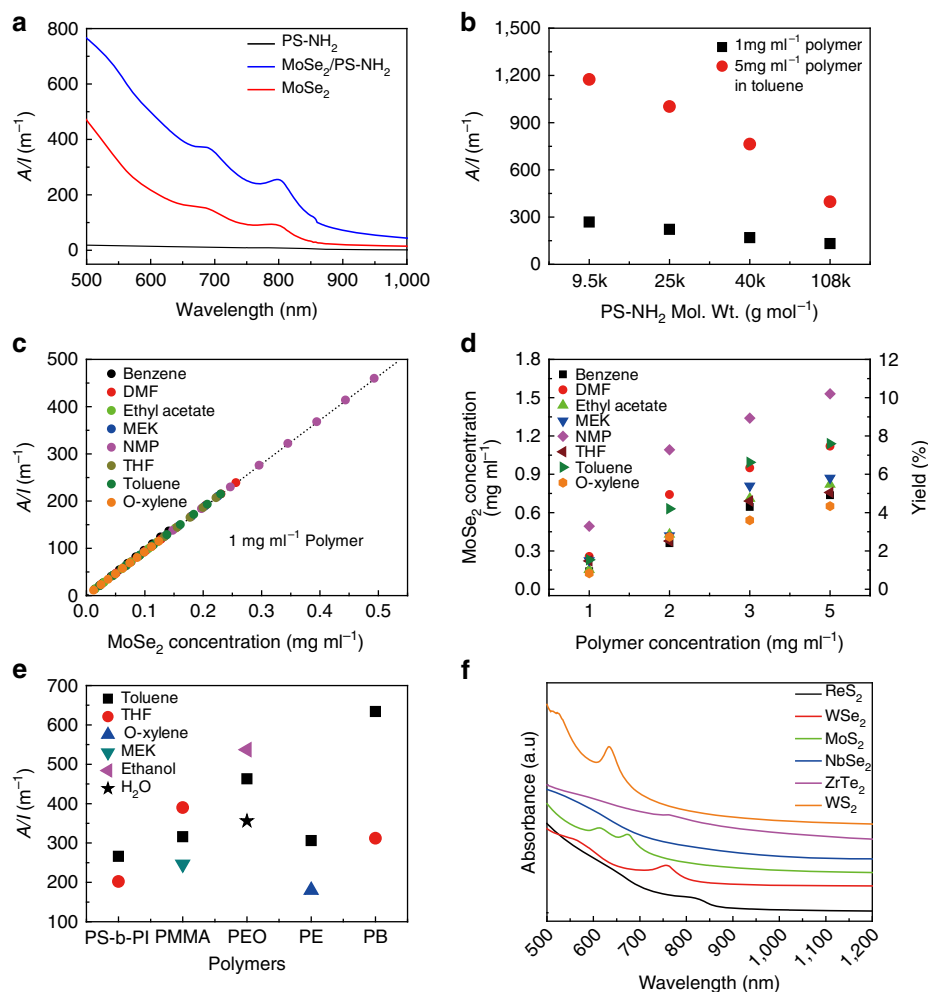 a
800
600
400
200
0
A/l (m⁻¹)
500 600 700 800 900 1,000
Wavelength (nm)
PS-NH₂
MoSe₂/PS-NH₂
MoSe₂
b
1,500
1,200
900
600
300
0
A/l (m⁻¹)
1mg ml⁻¹ polymer
5mg ml⁻¹ polymer
in toluene
9.5k 25k 40k 108k
PS-NH₂ Mol. Wt. (g mol⁻¹)
c
500
400
300
200
100
0
A/l (m⁻¹)
Benzene
DMF
Ethyl acetate
MEK
NMP
THF
Toluene
O-xylene
1 mg ml⁻¹ Polymer
0.0 0.1 0.2 0.3 0.4 0.5
MoSe₂ concentration (mg ml⁻¹)
d
1.8
1.5
1.2
0.9
0.6
0.3
0.0
MoSe₂ concentration
(mg ml⁻¹)
Benzene
DMF
Ethyl acetate
MEK
NMP
THF
Toluene
O-xylene
12
10
8
6
4
2
0
Yield (%)
1 2 3 5
Polymer concentration (mg ml⁻¹)
e
700
600
500
400
300
200
100
A/l (m⁻¹)
Toluene
THF
O-xylene
MEK
Ethanol
H₂O
PS-b-PI PMMA PEO PE PB
Polymers
f
Absorbance (a.u)
ReS₂
WSe₂
MoS₂
NbSe₂
ZrTe₂
WS₂
500 600 700 800 900 1,000 1,100 1,200
Wavelength (nm)